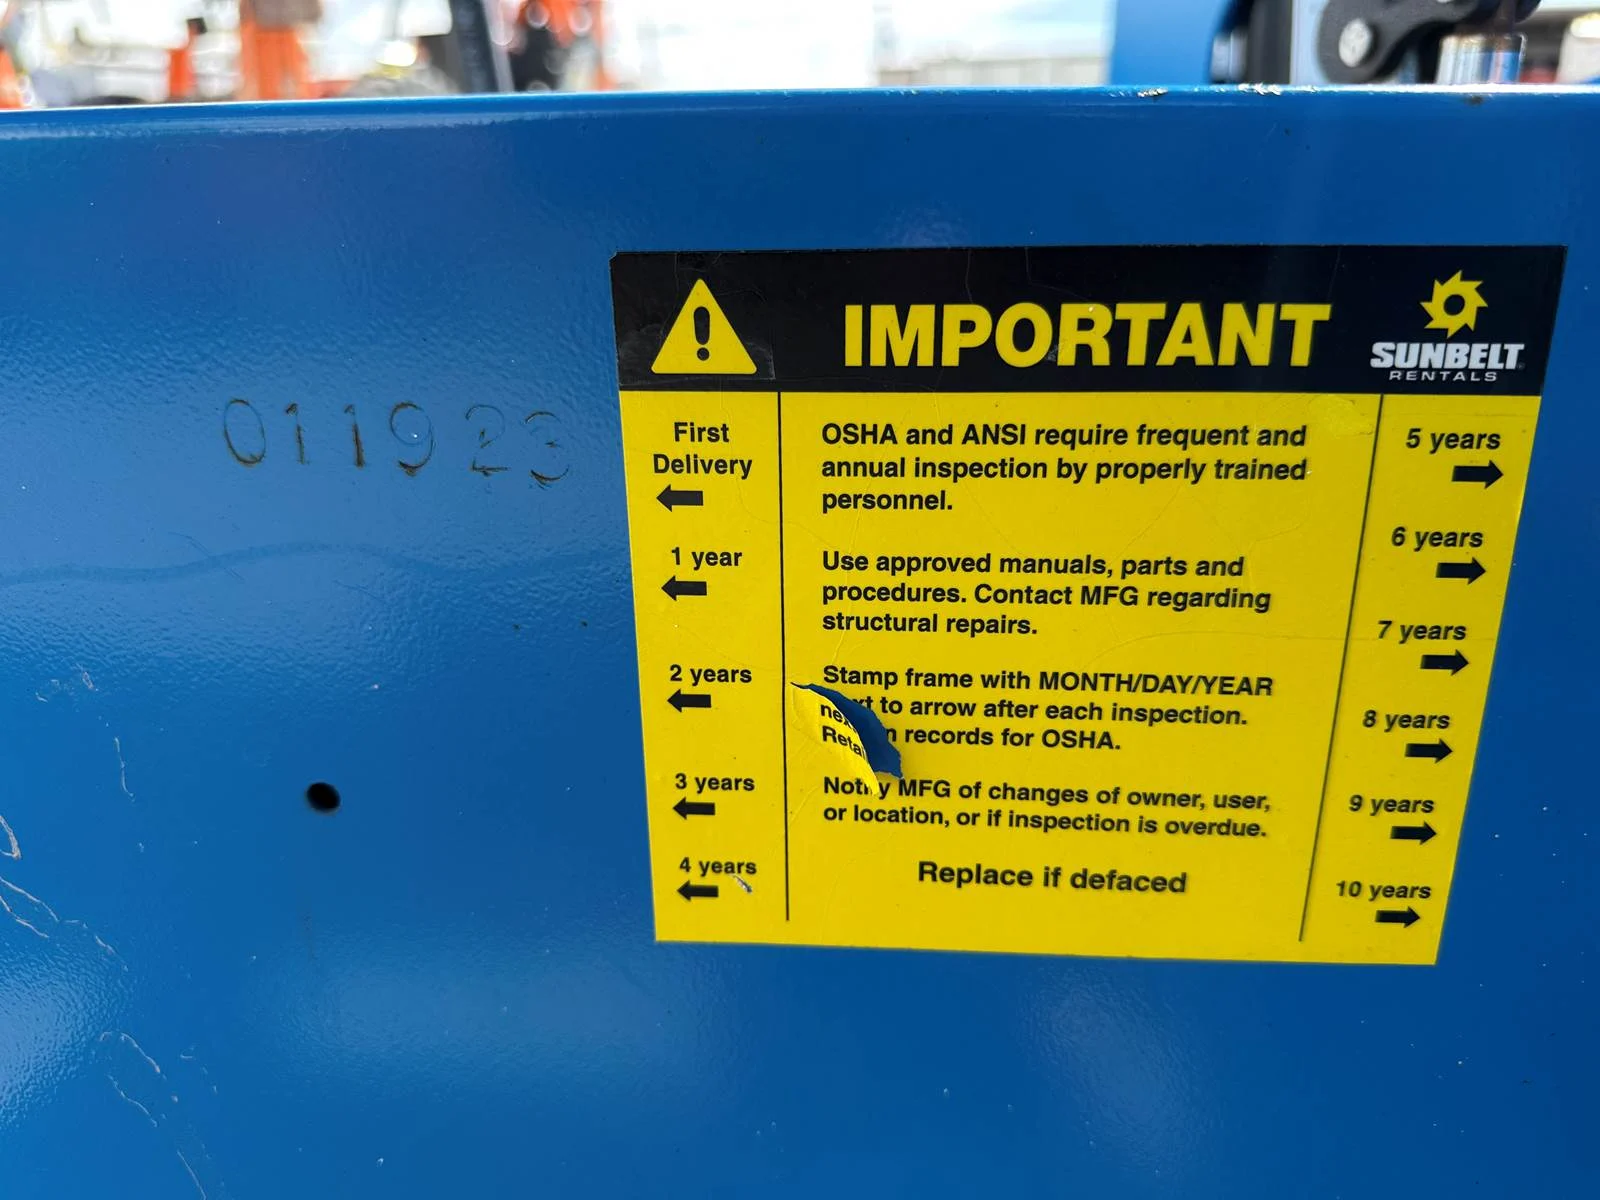 IMPORTANT
SUNBELT
RENTALS
011923
First
Delivery
1 year
2 years
3 years
4 years
OSHA and ANSI require frequent and
annual inspection by properly trained
personnel.
Use approved manuals, parts and
procedures. Contact MFG regarding
structural repairs.
Stamp frame with MONTH/DAY/YEAR
next to arrow after each inspection.
Retain records for OSHA.
Notify MFG of changes of owner, user,
or location, or if inspection is overdue.
Replace if defaced
5 years
6 years
7 years
8 years
9 years
10 years